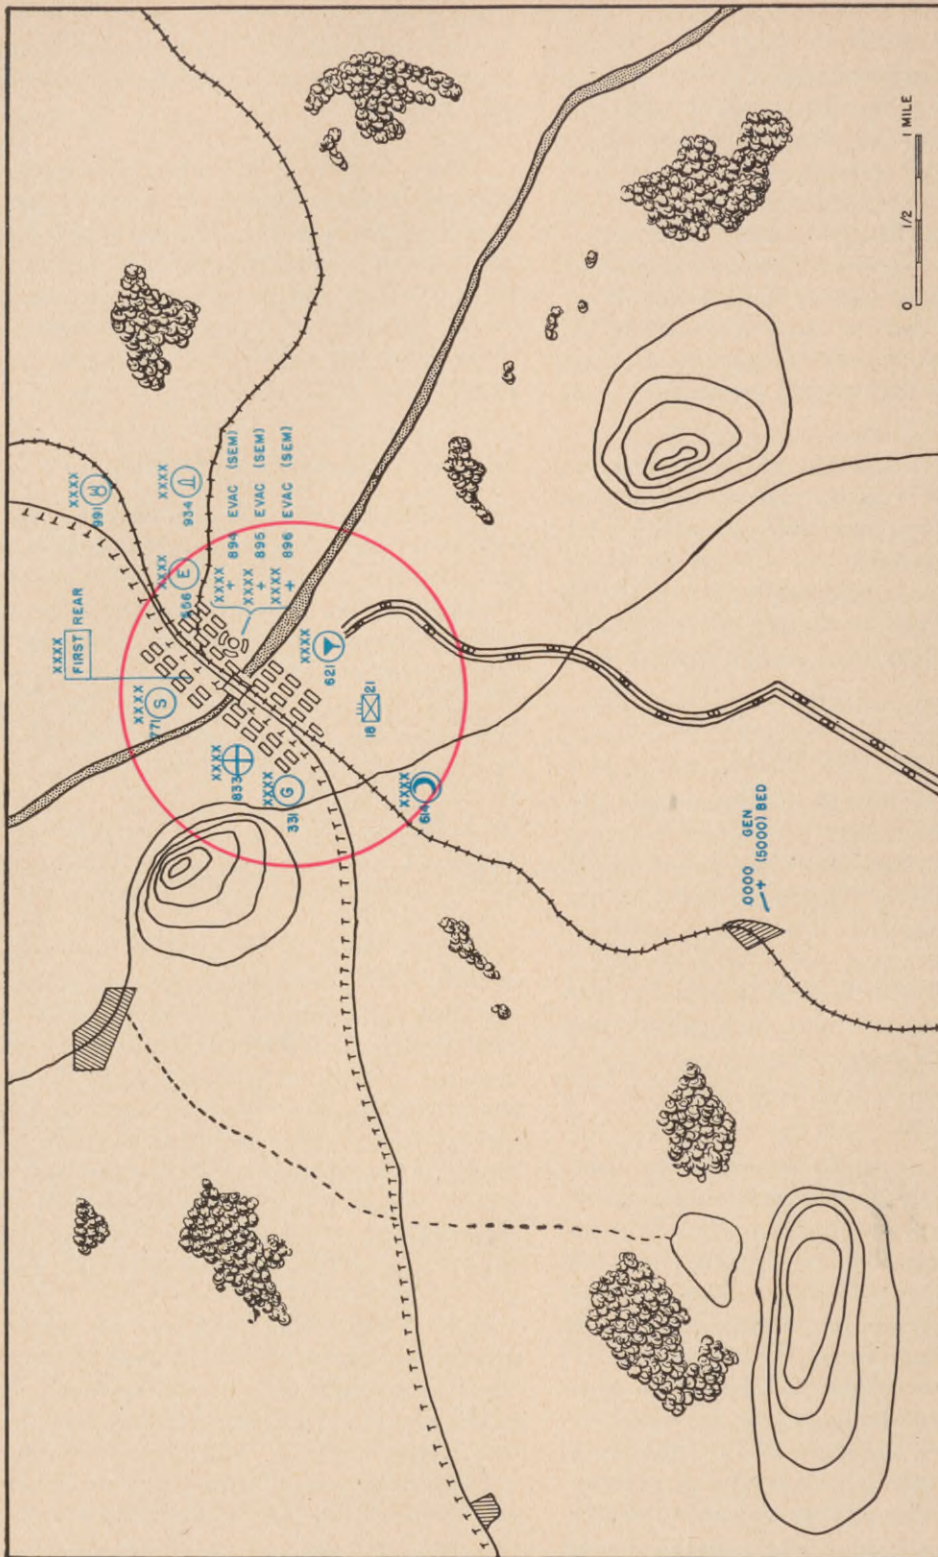 XXXX
FIRST REAR
XXXX
991
XXXX
771 S
XXXX
934
XXXX
E
XXXX
833
XXXX
+ 894 EVAC (SEM)
XXXX
+ 895 EVAC (SEM)
XXXX
+ 896 EVAC (SEM)
XXXX
G
331
XXXX
621
18 21
XXXX
614
0000 GEN
+ (5000) BED
0 1/2 1 MILE